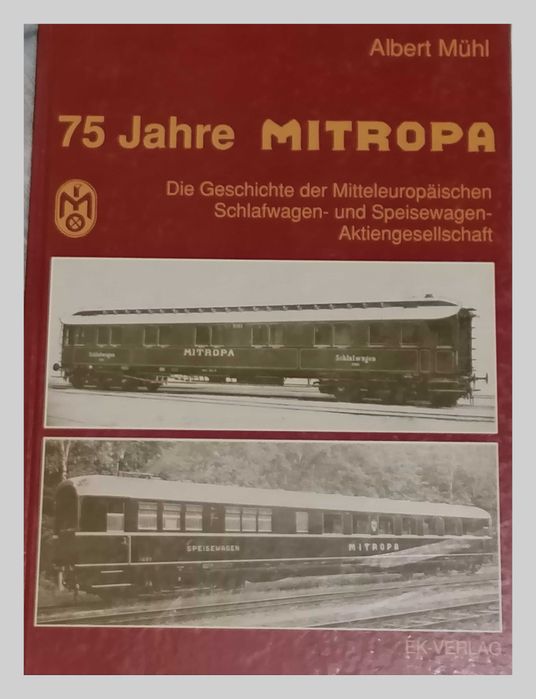 Albert Mühl
75 Jahre MITROPA
Die Geschichte der Mitteleuropäischen
Schlafwagen- und Speisewagen-
Aktiengesellschaft
M
Schlafwagen MITROPA Schlafwagen
SPEISEWAGEN MITROPA
EK-VERLAG